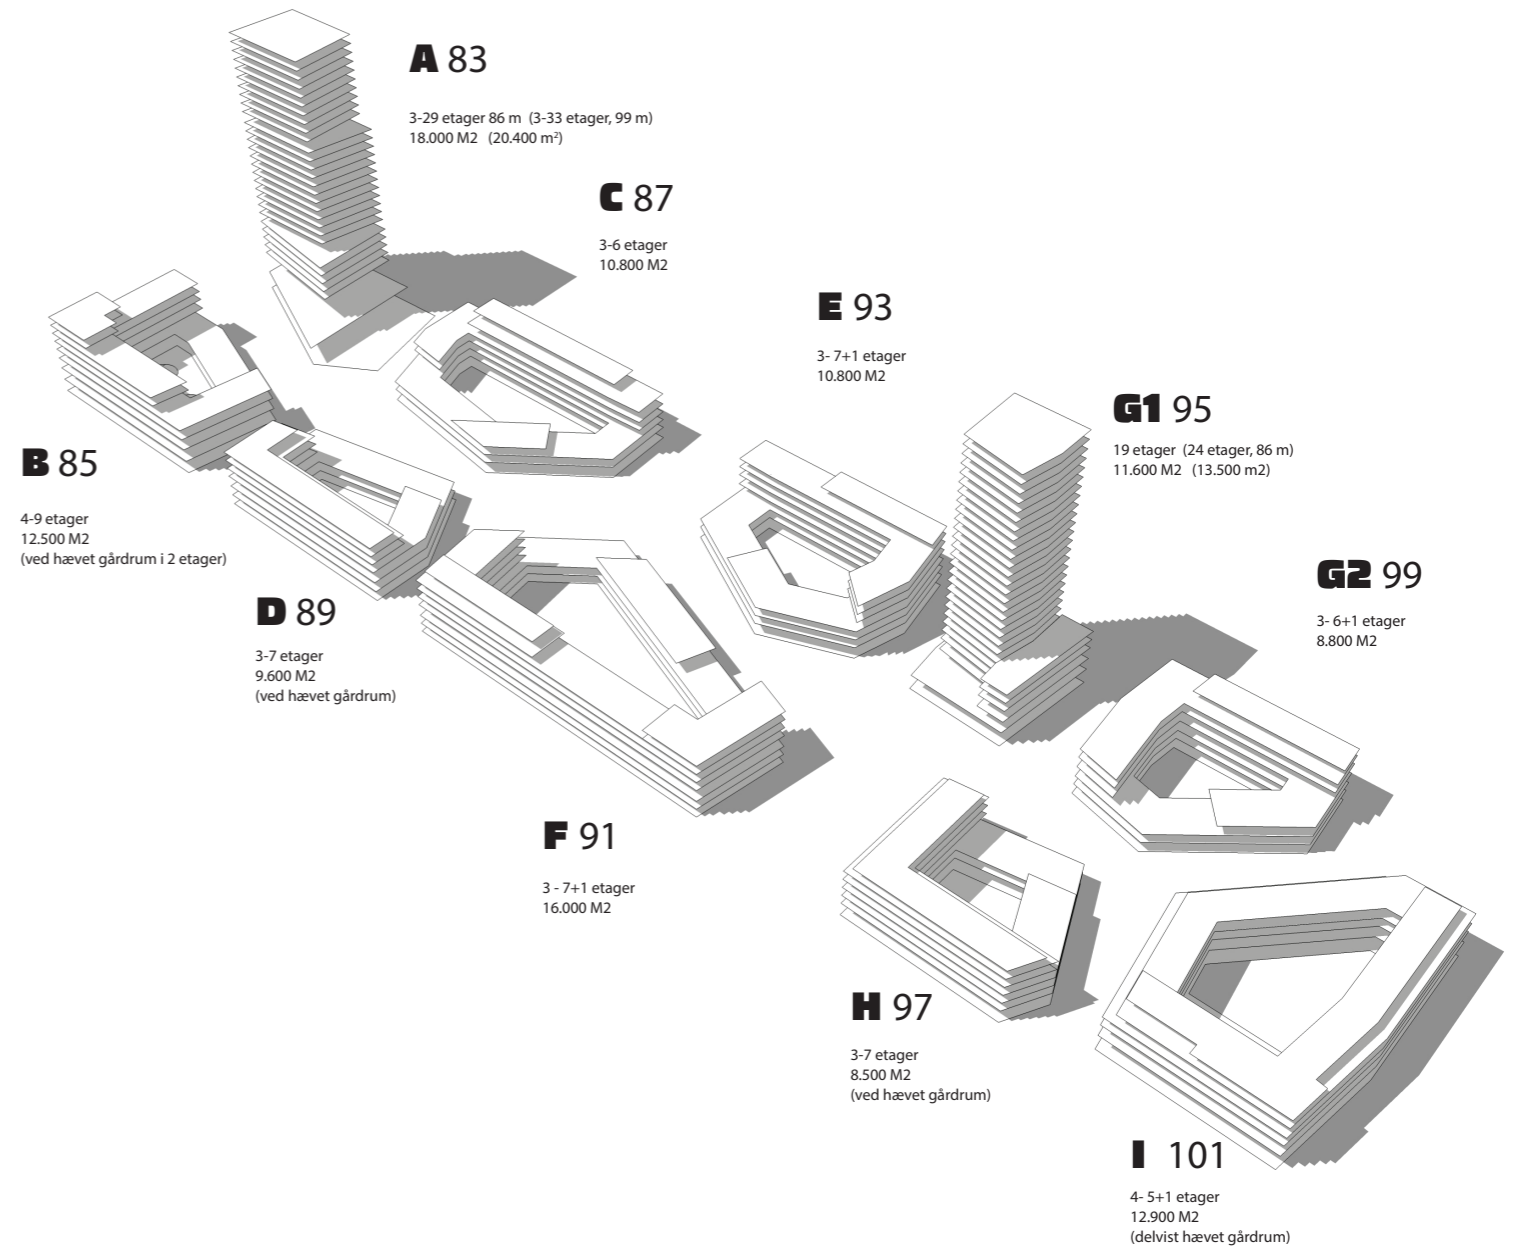 A 83
3-29 etager 86 m (3-33 etager, 99 m)
18.000 M2 (20.400 m²)
C 87
3-6 etager
10.800 M2
E 93
3- 7+1 etager
10.800 M2
G1 95
19 etager (24 etager, 86 m)
11.600 M2 (13.500 m2)
B 85
4-9 etager
12.500 M2
(ved hævet gårdrum i 2 etager)
G2 99
3- 6+1 etager
8.800 M2
D 89
3-7 etager
9.600 M2
(ved hævet gårdrum)
F 91
3 - 7+1 etager
16.000 M2
H 97
3-7 etager
8.500 M2
(ved hævet gårdrum)
I 101
4- 5+1 etager
12.900 M2
(delvist hævet gårdrum)